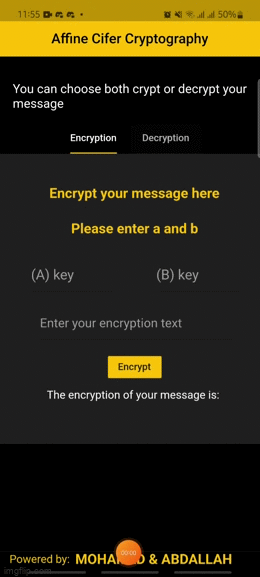 11:55
50%
Affine Cifer Cryptography
You can choose both crypt or decrypt your
message
Encryption Decryption
Encrypt your message here
Please enter a and b
(A) key (B) key
Enter your encryption text
Encrypt
The encryption of your message is:
00:00
Powered by: & ABDALLAH
imgflip.com